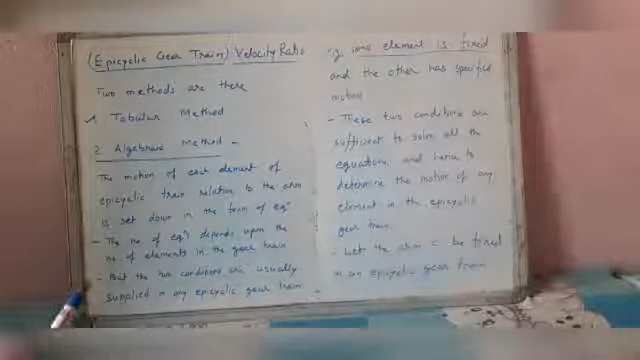 (Epicyclic Gear Train) Velocity Ratio
Two methods are there
Tabular Method
2 Algebraic Method -
The motion of each element of
epicyclic train relative to the arm
is set down in the form of eqⁿ
- The no. of eqⁿs depends upon the
no of elements in the gear train
- But the two conditions are usually
supplied in any epicyclic gear train
some element is fixed
and the other has specified
motion
- These two conditions are
sufficient to solve all the
equations and hence to
determine the motion of any
element in the epicyclic
gear train.
- Let the arm C be fixed
in an epicyclic gear train